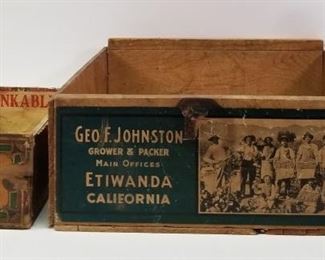 NKABL
GEO F. JOHNSTON
GROWER & PACKER
MAIN OFFICES
ETIWANDA
CALIFORNIA